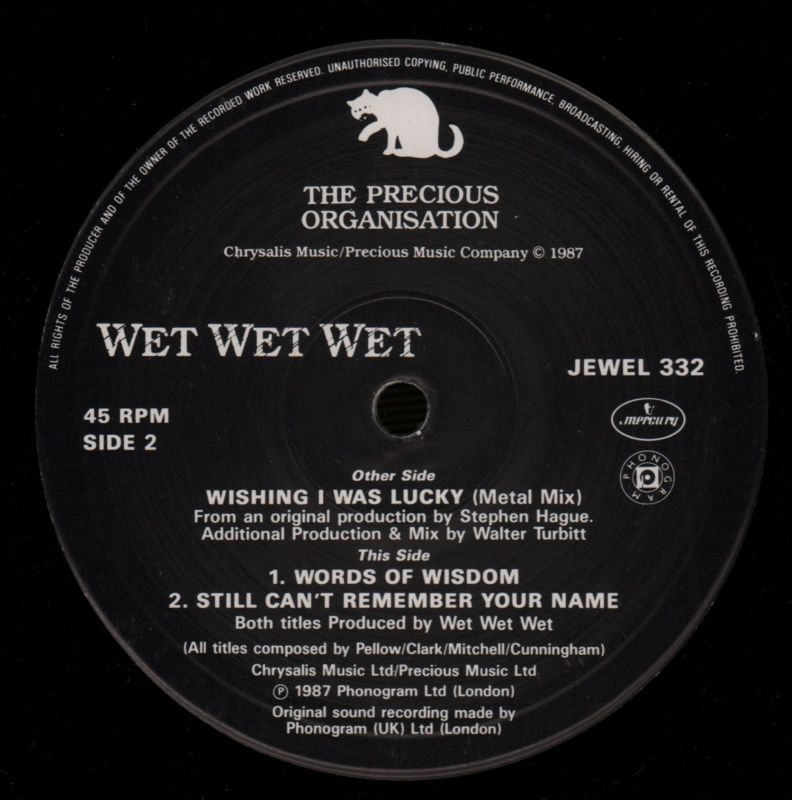 ALL RIGHTS OF THE PRODUCER AND OF THE OWNER OF THE RECORDED WORK RESERVED. UNAUTHORISED COPYING, PUBLIC PERFORMANCE, BROADCASTING, HIRING OR RENTAL OF THIS RECORDING PROHIBITED.
THE PRECIOUS
ORGANISATION
Chrysalis Music/Precious Music Company © 1987
WET WET WET
JEWEL 332
45 RPM
SIDE 2
mercury
PHONOGRAM
Other Side
WISHING I WAS LUCKY (Metal Mix)
From an original production by Stephen Hague.
Additional Production & Mix by Walter Turbitt
This Side
1. WORDS OF WISDOM
2. STILL CAN'T REMEMBER YOUR NAME
Both titles Produced by Wet Wet Wet
(All titles composed by Pellow/Clark/Mitchell/Cunningham)
Chrysalis Music Ltd/Precious Music Ltd
℗ 1987 Phonogram Ltd (London)
Original sound recording made by
Phonogram (UK) Ltd (London)